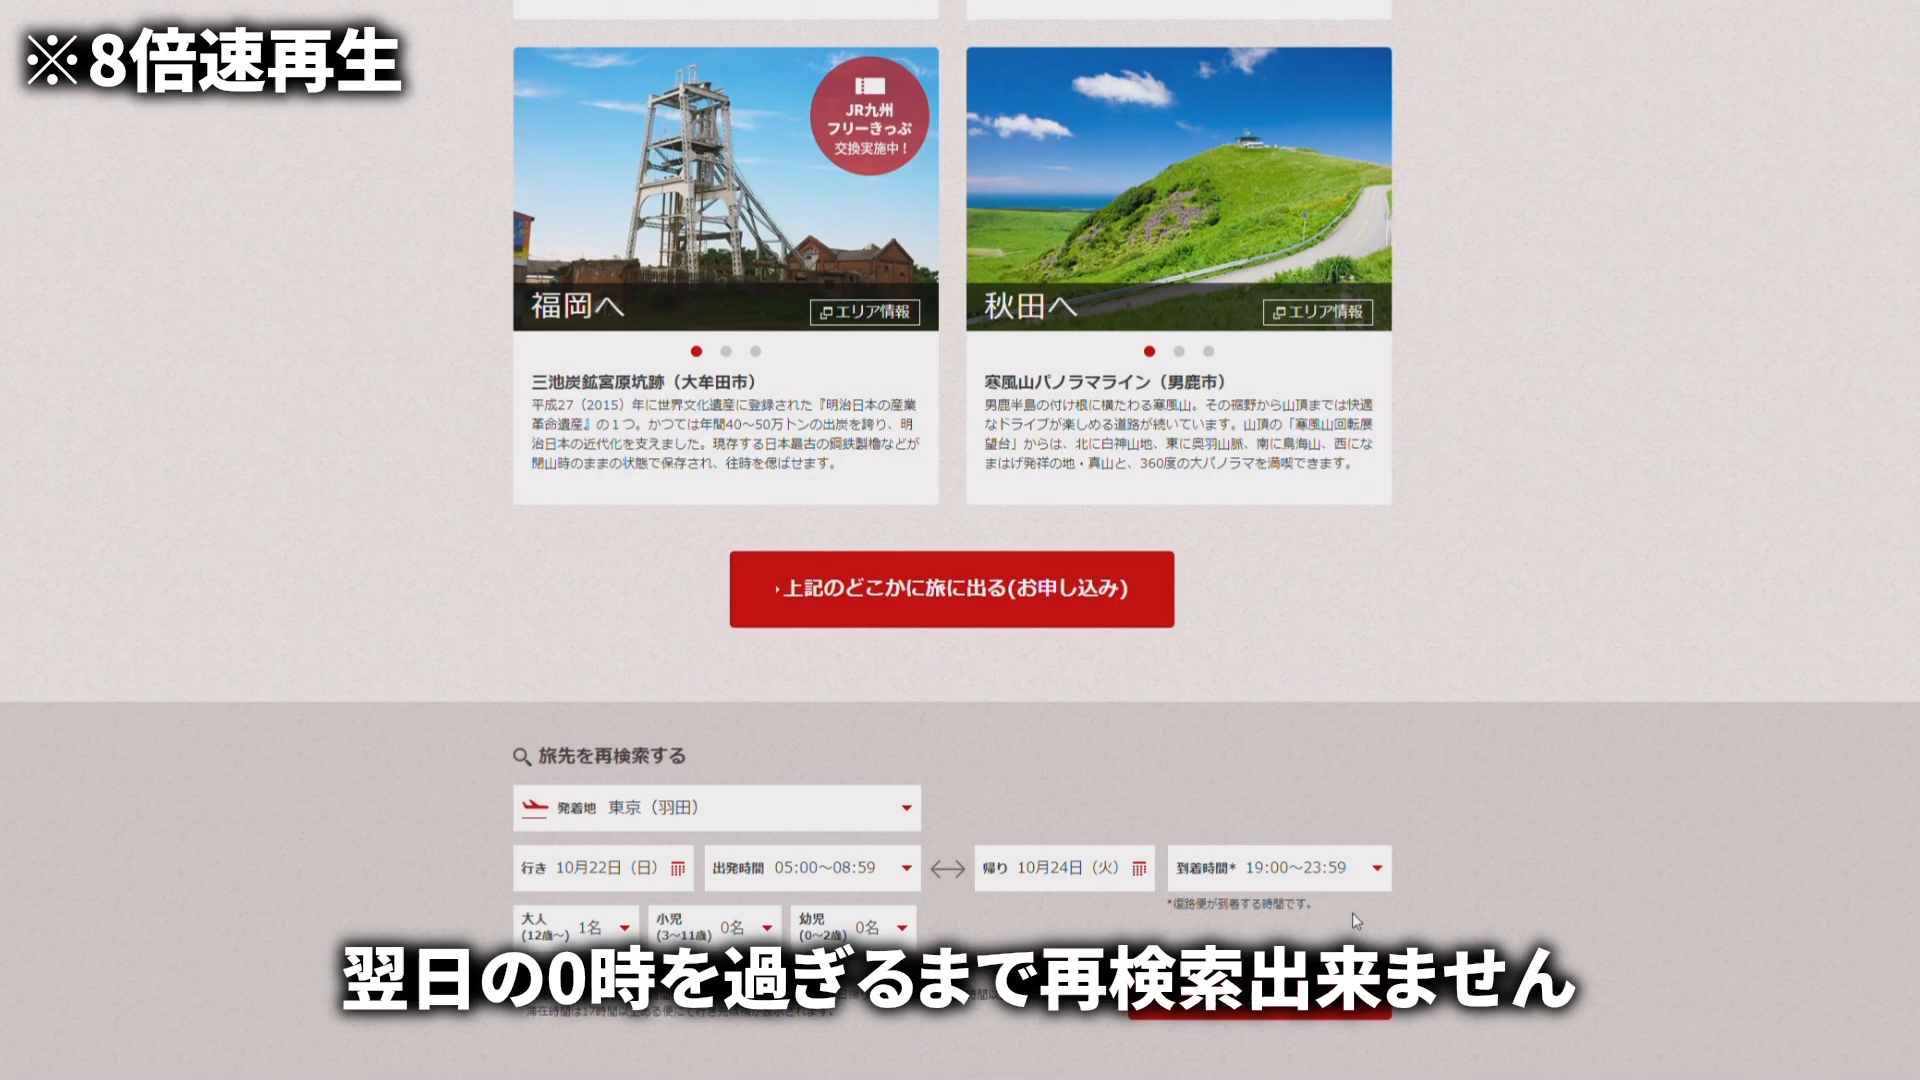 ※8倍速再生
JR九州
フリーきっぷ
交換実施中！
福岡へ
エリア情報
秋田へ
エリア情報
三池炭鉱宮原坑跡（大牟田市）
平成27（2015）年に世界文化遺産に登録された『明治日本の産業
革命遺産』の１つ。かつては年間40～50万トンの出炭を誇り、明
治日本の近代化を支えました。現存する日本最古の鋼鉄製櫓などが
閉山時のままの状態で保存され、往時を偲ばせます。
寒風山パノラマライン（男鹿市）
男鹿半島の付け根に横たわる寒風山。その裾野から山頂までは快適
なドライブが楽しめる道路が続いています。山頂の「寒風山回転展
望台」からは、北に白神山地、東に奥羽山脈、南に鳥海山、西にな
まはげ発祥の地・真山と、360度の大パノラマを満喫できます。
上記のどこかに旅に出る(お申し込み)
旅先を再検索する
発着地 東京（羽田）
行き 10月22日（日） 出発時間 05:00～08:59 帰り 10月24日（火） 到着時間* 19:00～23:59
*復路便が到着する時間です。
大人 (12歳～) 1名 小児 (3～11歳) 0名 幼児 (0～2歳) 0名
翌日の0時を過ぎるまで再検索出来ません